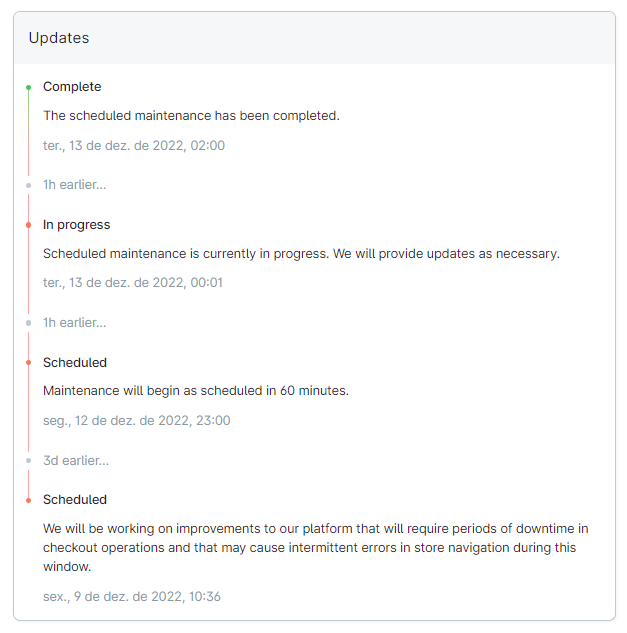 Updates
Complete
The scheduled maintenance has been completed.
ter., 13 de dez. de 2022, 02:00
1h earlier...
In progress
Scheduled maintenance is currently in progress. We will provide updates as necessary.
ter., 13 de dez. de 2022, 00:01
1h earlier...
Scheduled
Maintenance will begin as scheduled in 60 minutes.
seg., 12 de dez. de 2022, 23:00
3d earlier...
Scheduled
We will be working on improvements to our platform that will require periods of downtime in
checkout operations and that may cause intermittent errors in store navigation during this
window.
sex., 9 de dez. de 2022, 10:36